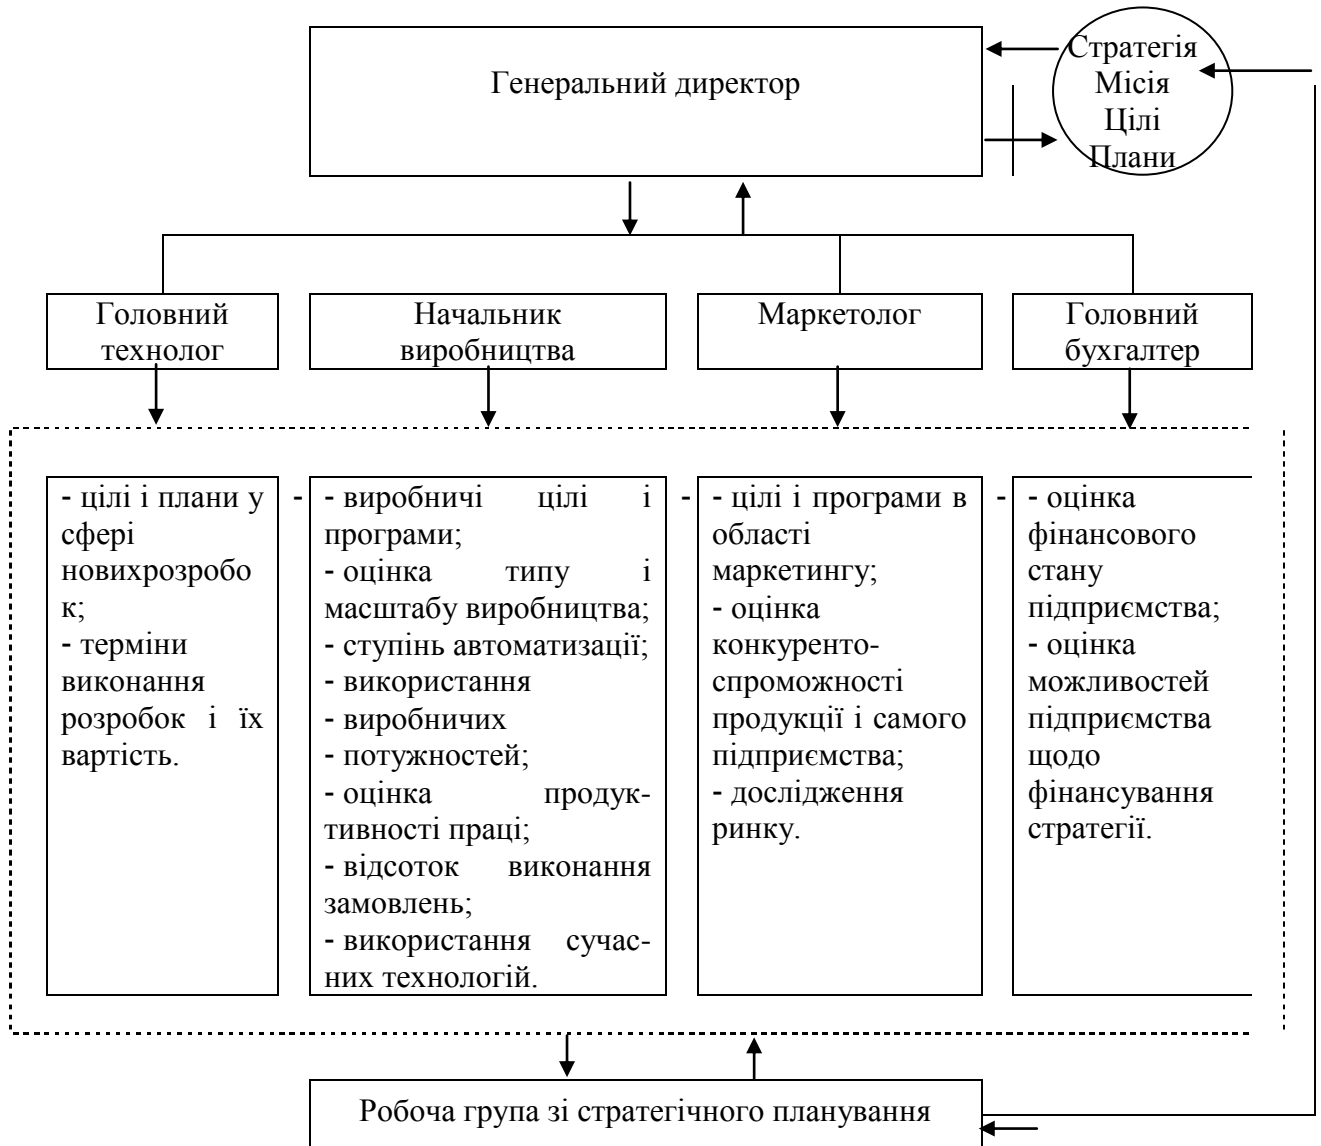 Генеральний директор
Стратегія
Місія
Цілі
Плани
Головний
технолог
Начальник
виробництва
Маркетолог
Головний
бухгалтер
- цілі і плани у
сфері
новихрозробо
к;
- терміни
виконання
розробок і їх
вартість.
-
- виробничі цілі і
програми;
- оцінка типу і
масштабу виробництва;
- ступінь автоматизації;
- використання
- виробничих
- потужностей;
- оцінка продук-
тивності праці;
- відсоток виконання
замовлень;
- використання сучас-
них технологій.
-
- цілі і програми в
області
маркетингу;
- оцінка
конкуренто-
спроможності
продукції і самого
підприємства;
- дослідження
ринку.
-
- оцінка
фінансового
стану
підприємства;
- оцінка
можливостей
підприємства
щодо
фінансування
стратегії.
Робоча група зі стратегічного планування